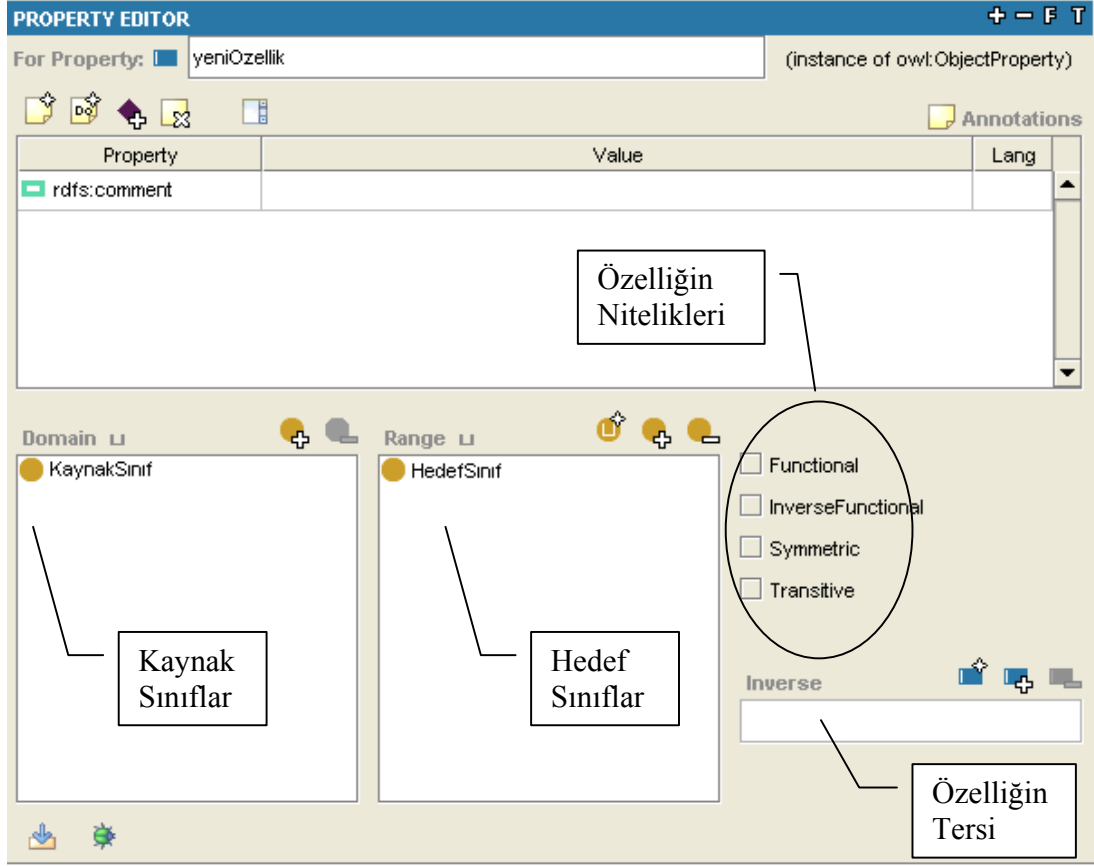 PROPERTY EDITOR
F T
For Property: yeniOzellik (instance of owl:ObjectProperty)
Annotations
Property Value Lang
rdfs:comment
Özelliğin
Nitelikleri
Domain ⊔ Range ⊔
KaynakSınıf
HedefSınıf
Functional
InverseFunctional
Symmetric
Transitive
Kaynak
Sınıflar
Hedef
Sınıflar
Inverse
Özelliğin
Tersi